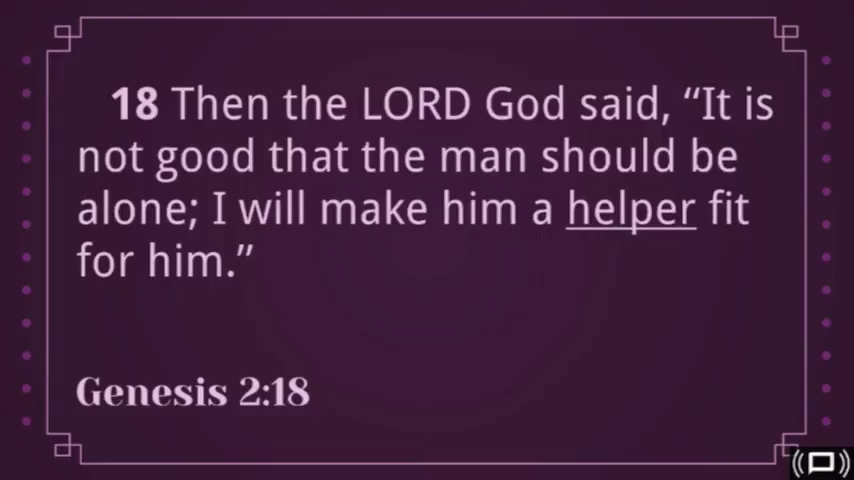 18 Then the LORD God said, “It is
not good that the man should be
alone; I will make him a helper fit
for him.”
Genesis 2:18